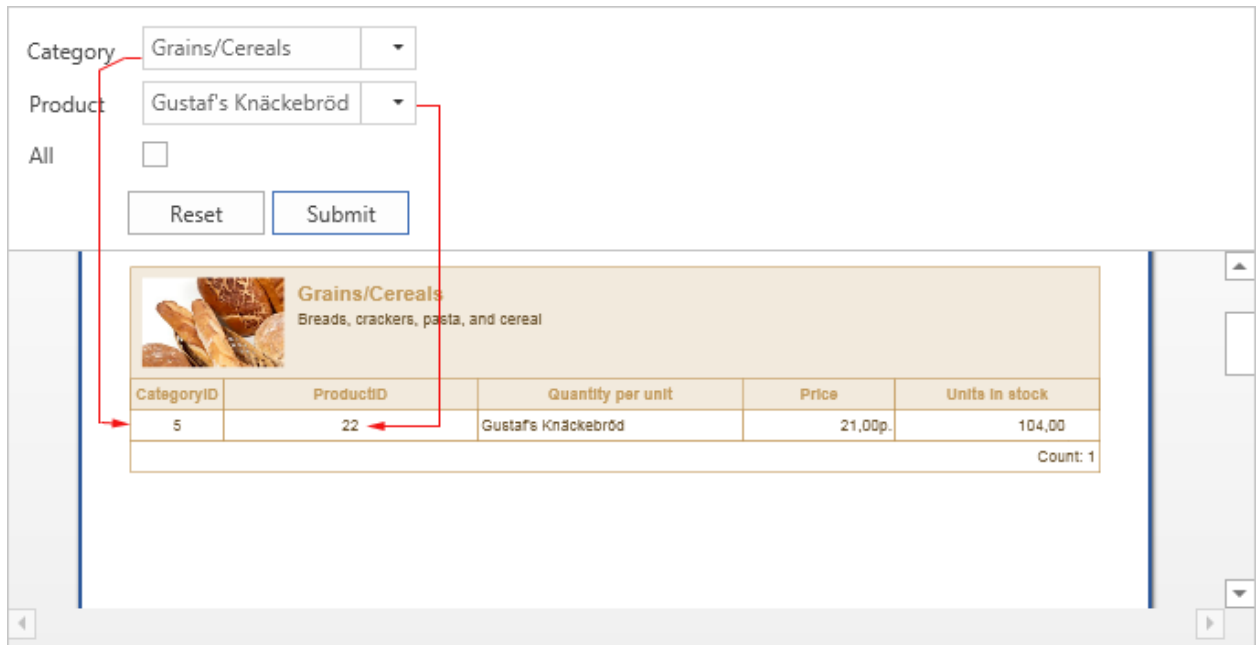 Category Grains/Cereals
Product Gustaf's Knäckebröd
All
Reset Submit
Grains/Cereals
Breads, crackers, pasta, and cereal
CategoryID ProductID Quantity per unit Price Units in stock
5 22 Gustaf's Knäckebröd 21,00p. 104,00
Count: 1